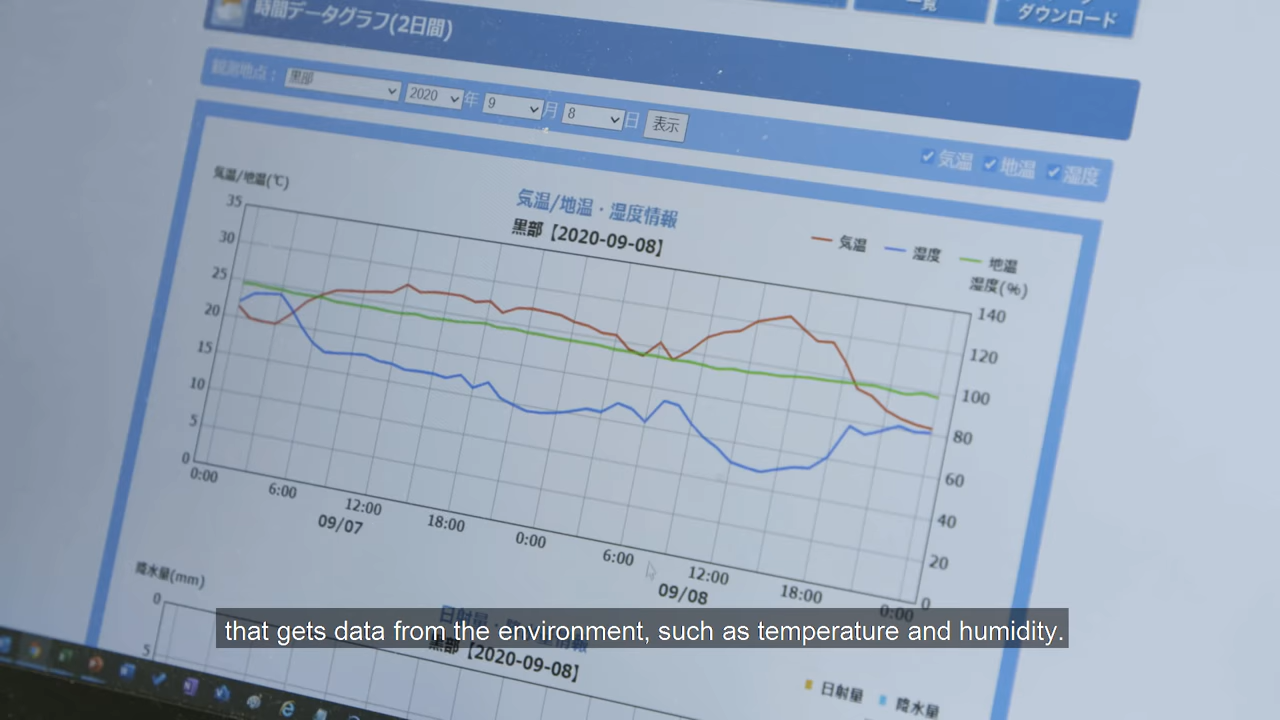 一覧
ダウンロード
時間データグラフ(2日間)
観測地点：
黒部
2020
年
9
月
8
日
表示
気温
地温
湿度
気温/地温(℃)
気温/地温・湿度情報
黒部【2020-09-08】
気温
湿度
地温
湿度(%)
35
30
25
20
15
10
5
0
140
120
100
80
60
40
20
0
0:00
6:00
12:00
18:00
0:00
6:00
12:00
18:00
0:00
09/07
09/08
降水量(mm)
0
5
黒部【2020-09-08】
日射量
降水量
that gets data from the environment, such as temperature and humidity.